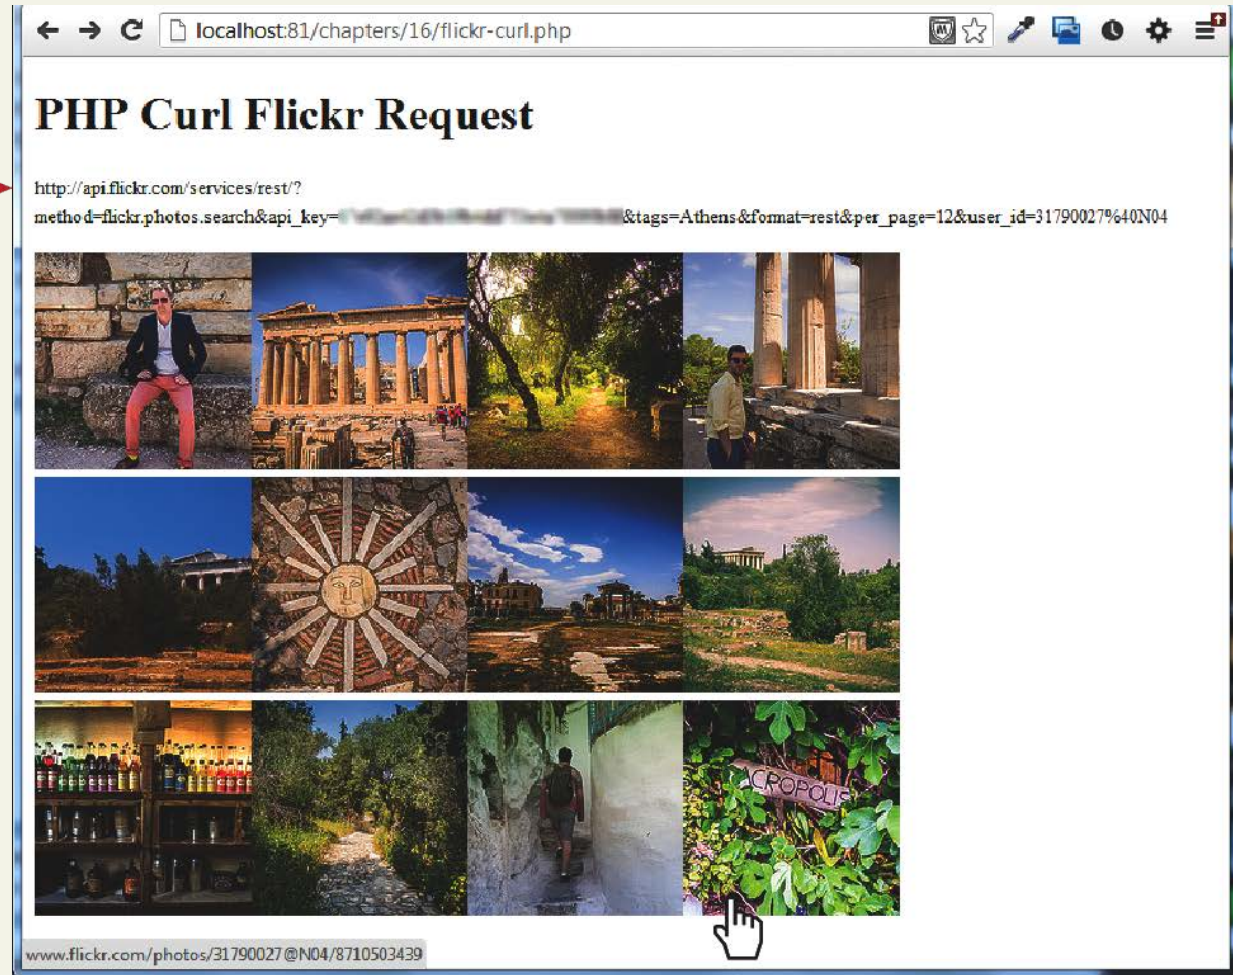 localhost:81/chapters/16/flickr-curl.php
PHP Curl Flickr Request
http://api.flickr.com/services/rest/?
method=flickr.photos.search&api_key= &tags=Athens&format=rest&per_page=12&user_id=31790027%40N04
ACROPOLIS
www.flickr.com/photos/31790027@N04/8710503439